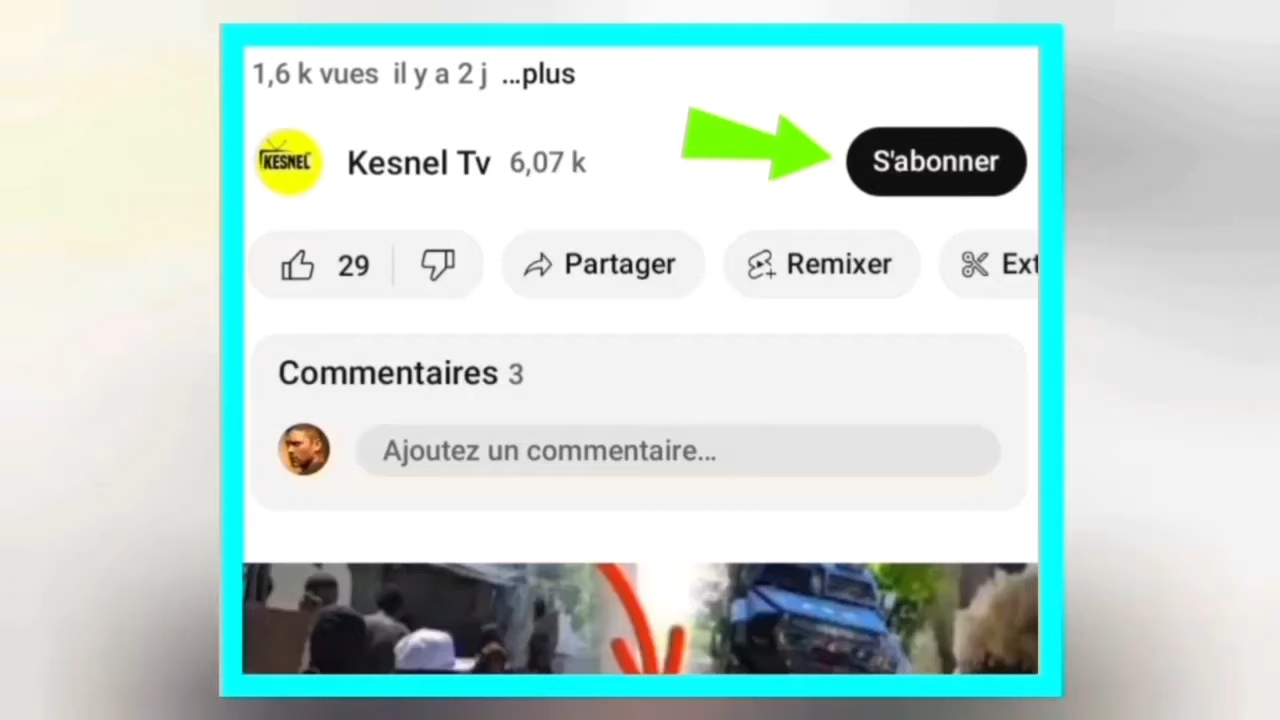 1,6 k vues il y a 2 j ...plus
KESNEL
Kesnel Tv 6,07 k
S'abonner
29
Partager
Remixer
Ext
Commentaires 3
Ajoutez un commentaire...